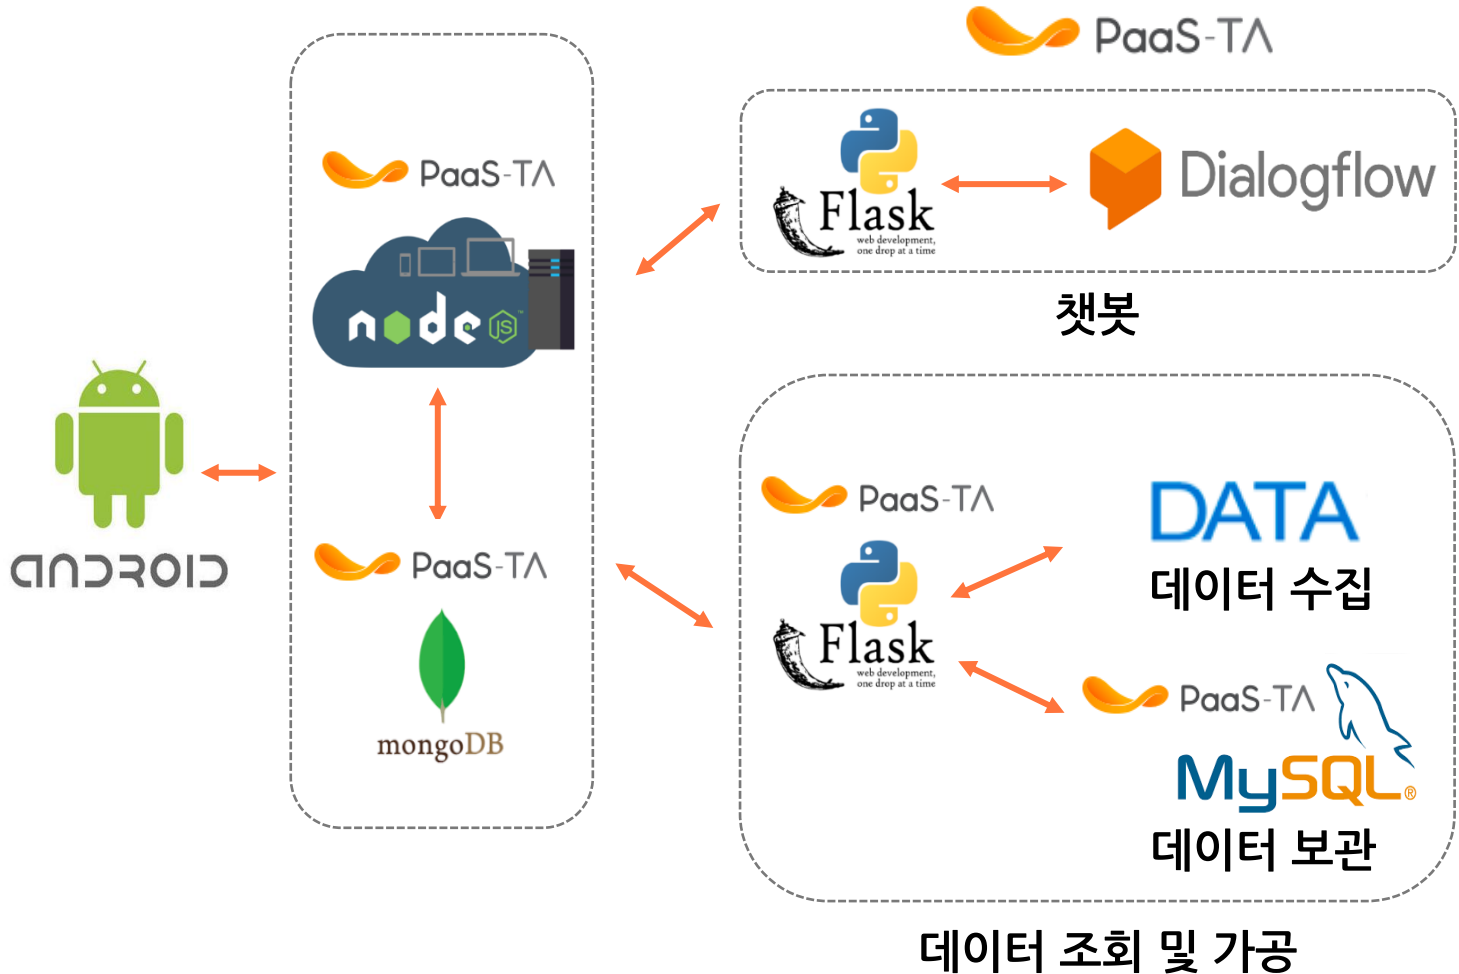 PaaS-TA
PaaS-TA
node
JS
™
Flask
web development,
one drop at a time
Dialogflow
챗봇
ANDROID
PaaS-TA
mongoDB
PaaS-TA
Flask
web development,
one drop at a time
DATA
데이터 수집
PaaS-TA
MySQL®
데이터 보관
데이터 조회 및 가공